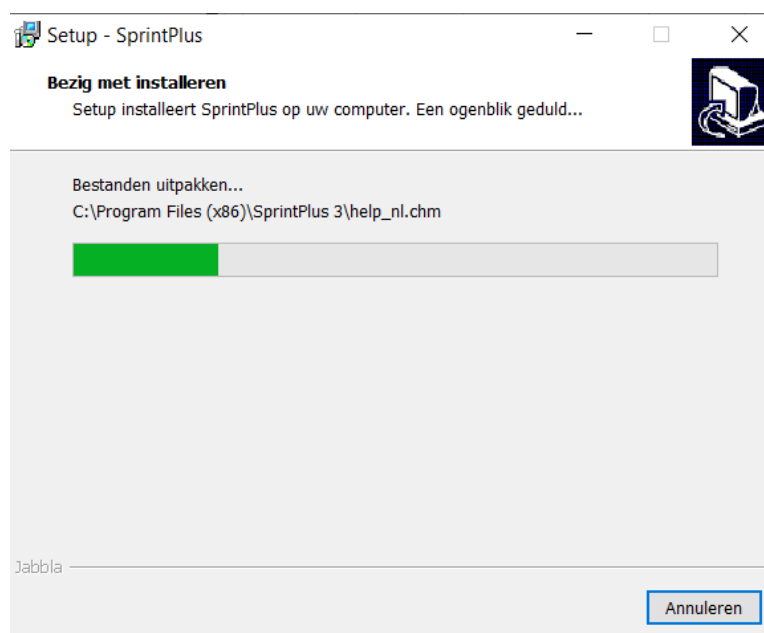 Setup - SprintPlus
Bezig met installeren
Setup installeert SprintPlus op uw computer. Een ogenblik geduld...
Bestanden uitpakken...
C:\Program Files (x86)\SprintPlus 3\help_nl.chm
Jabbla
Annuleren